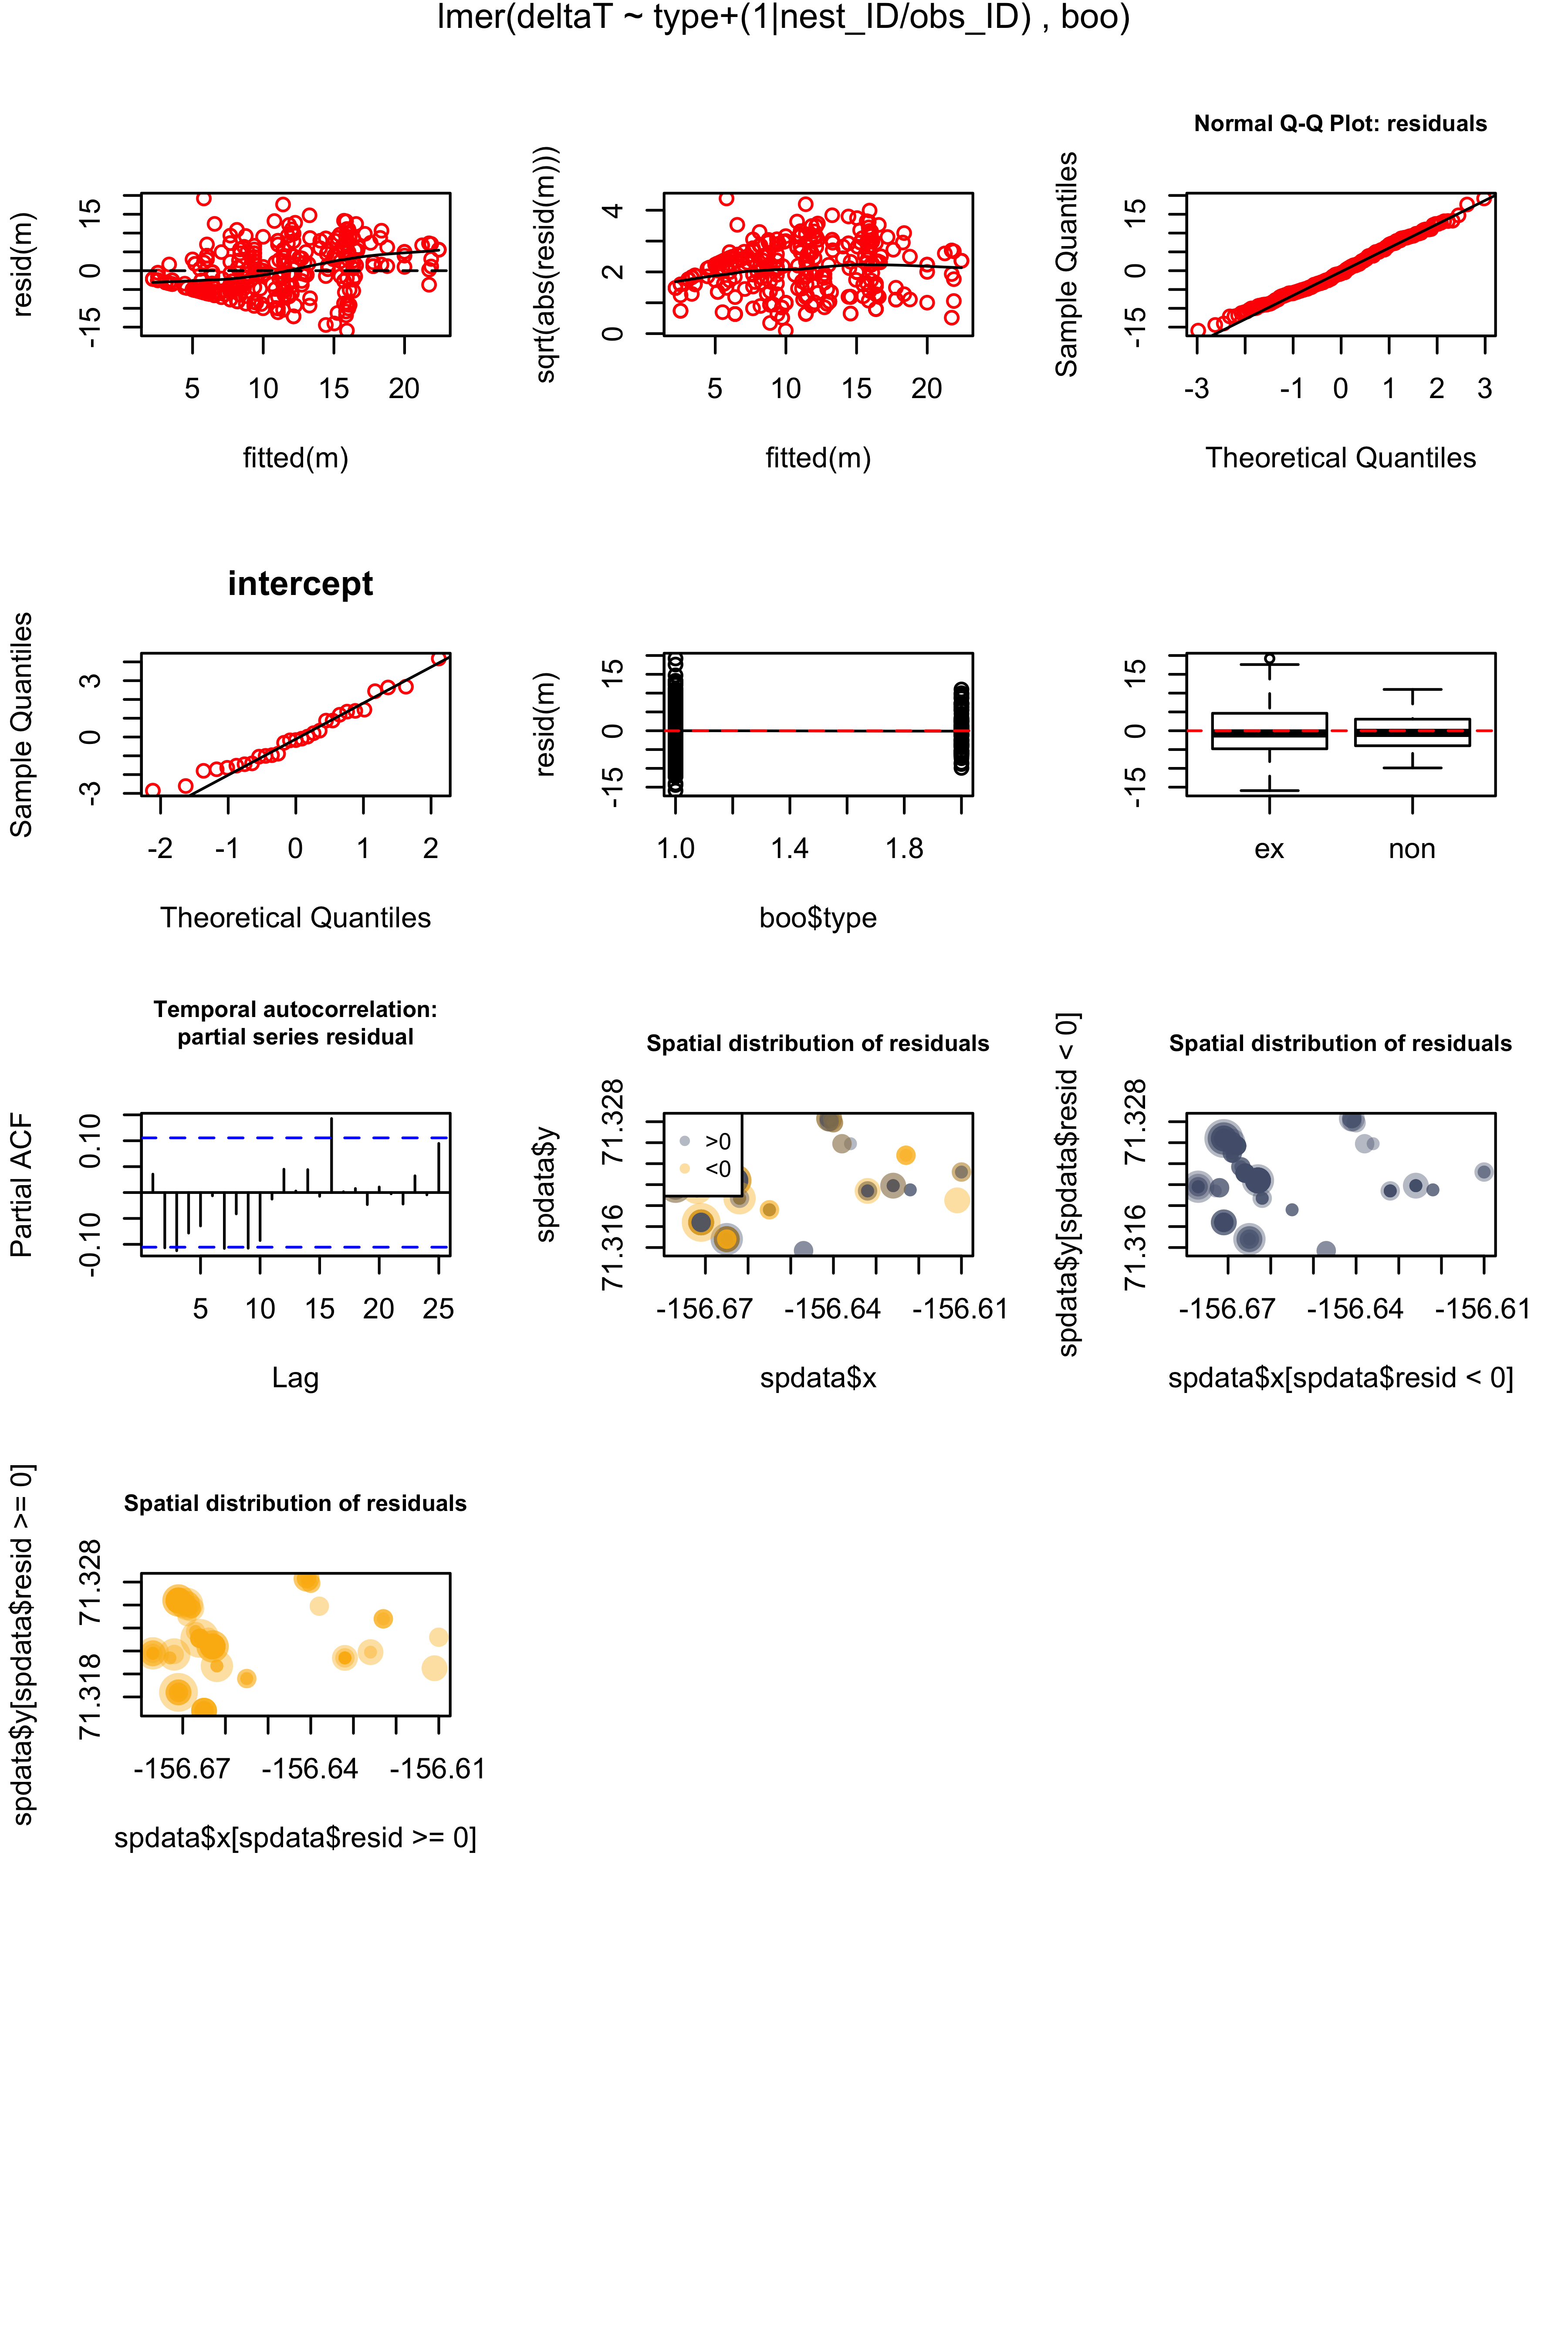 lmer(deltaT ~ type+(1|nest_ID/obs_ID) , boo)
resid(m)
15
0
-15
5 10 15 20
fitted(m)
sqrt(abs(resid(m)))
4
2
0
5 10 15 20
fitted(m)
Normal Q-Q Plot: residuals
Sample Quantiles
15
0
-15
-3 -1 0 1 2 3
Theoretical Quantiles
intercept
Sample Quantiles
3
0
-3
-2 -1 0 1 2
Theoretical Quantiles
resid(m)
15
0
-15
1.0 1.4 1.8
boo$type
15
0
-15
ex non
Temporal autocorrelation:
partial series residual
Partial ACF
0.10
-0.10
5 10 15 20 25
Lag
Spatial distribution of residuals
spdata$y
71.328
71.316
>0
<0
-156.67 -156.64 -156.61
spdata$x
Spatial distribution of residuals
spdata$y[spdata$resid < 0]
71.328
71.316
-156.67 -156.64 -156.61
spdata$x[spdata$resid < 0]
Spatial distribution of residuals
spdata$y[spdata$resid >= 0]
71.328
71.318
-156.67 -156.64 -156.61
spdata$x[spdata$resid >= 0]